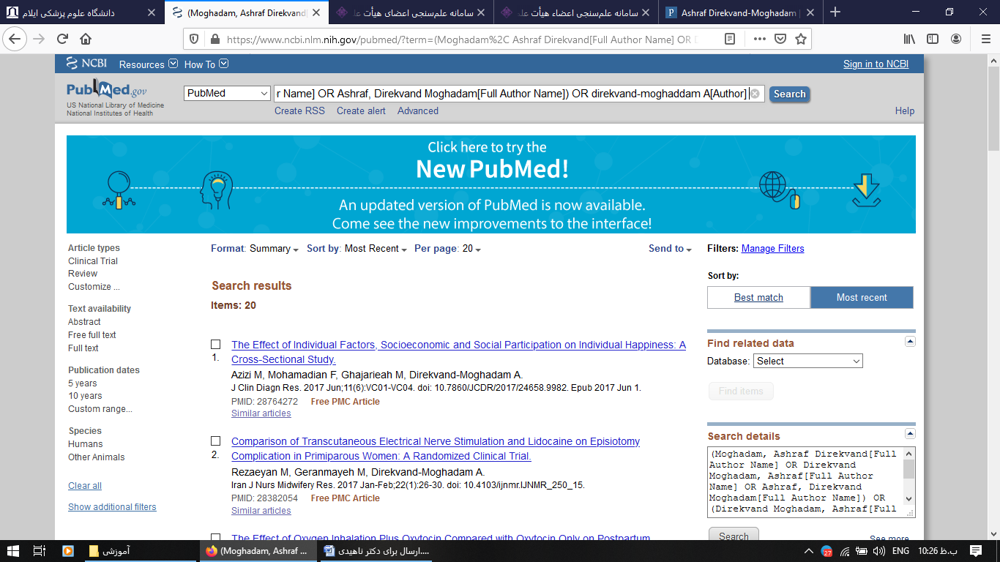 دانشگاه علوم پزشکی ایلام
(Moghadam, Ashraf Direkvand[
سامانه علم‌سنجی اعضای هیأت عل
سامانه علم‌سنجی اعضاء هیأت عل
Ashraf Direkvand-Moghadam |
https://www.ncbi.nlm.nih.gov/pubmed/?term=(Moghadam%2C Ashraf Direkvand[Full Author Name] OR D
NCBI Resources How To Sign in to NCBI
PubMed.gov
US National Library of Medicine
National Institutes of Health
PubMed
r Name] OR Ashraf, Direkvand Moghadam[Full Author Name]) OR direkvand-moghaddam A[Author]
Search
Create RSS Create alert Advanced Help
Click here to try the
New PubMed!
An updated version of PubMed is now available.
Come see the new improvements to the interface!
Article types
Clinical Trial
Review
Customize ...
Text availability
Abstract
Free full text
Full text
Publication dates
5 years
10 years
Custom range...
Species
Humans
Other Animals
Clear all
Show additional filters
Format: Summary Sort by: Most Recent Per page: 20 Send to
Search results
Items: 20
1. The Effect of Individual Factors, Socioeconomic and Social Participation on Individual Happiness: A
Cross-Sectional Study.
Azizi M, Mohamadian F, Ghajarieah M, Direkvand-Moghadam A.
J Clin Diagn Res. 2017 Jun;11(6):VC01-VC04. doi: 10.7860/JCDR/2017/24658.9982. Epub 2017 Jun 1.
PMID: 28764272 Free PMC Article
Similar articles
2. Comparison of Transcutaneous Electrical Nerve Stimulation and Lidocaine on Episiotomy
Complication in Primiparous Women: A Randomized Clinical Trial.
Rezaeyan M, Geranmayeh M, Direkvand-Moghadam A.
Iran J Nurs Midwifery Res. 2017 Jan-Feb;22(1):26-30. doi: 10.4103/ijnmr.IJNMR_250_15.
PMID: 28382054 Free PMC Article
Similar articles
The Effect of Oxygen Inhalation Plus Oxytocin Compared with Oxytocin Only on Postpartum
Filters: Manage Filters
Sort by:
Best match Most recent
Find related data
Database: Select
Find items
Search details
(Moghadam, Ashraf Direkvand[Full
Author Name] OR Direkvand
Moghadam, Ashraf[Full Author
Name] OR Ashraf, Direkvand
Moghadam[Full Author Name]) OR
(Direkvand Moghadam, Ashraf[Full
Search See more...
آموزشی
(Moghadam, Ashraf ...
ارسال برای دکتر ناهیدی....
27
ENG
10:26 ب.ظ